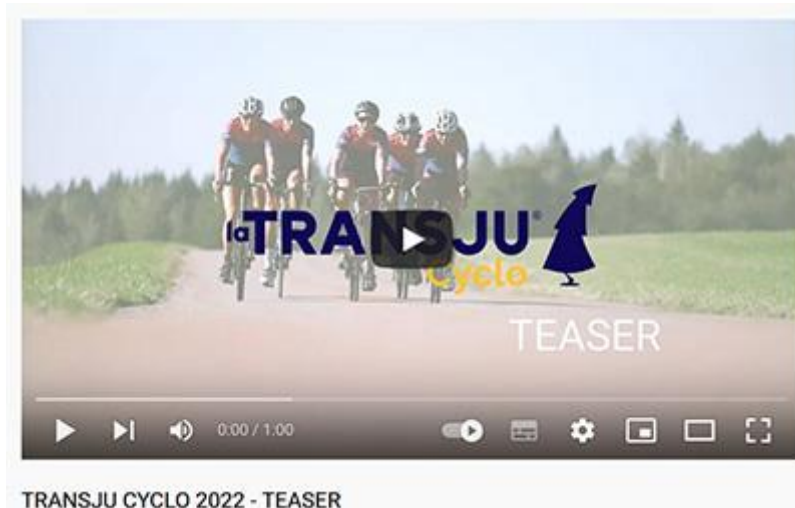 la TRANSJU®
Cyclo
TEASER
0:00 / 1:00
TRANSJU CYCLO 2022 - TEASER